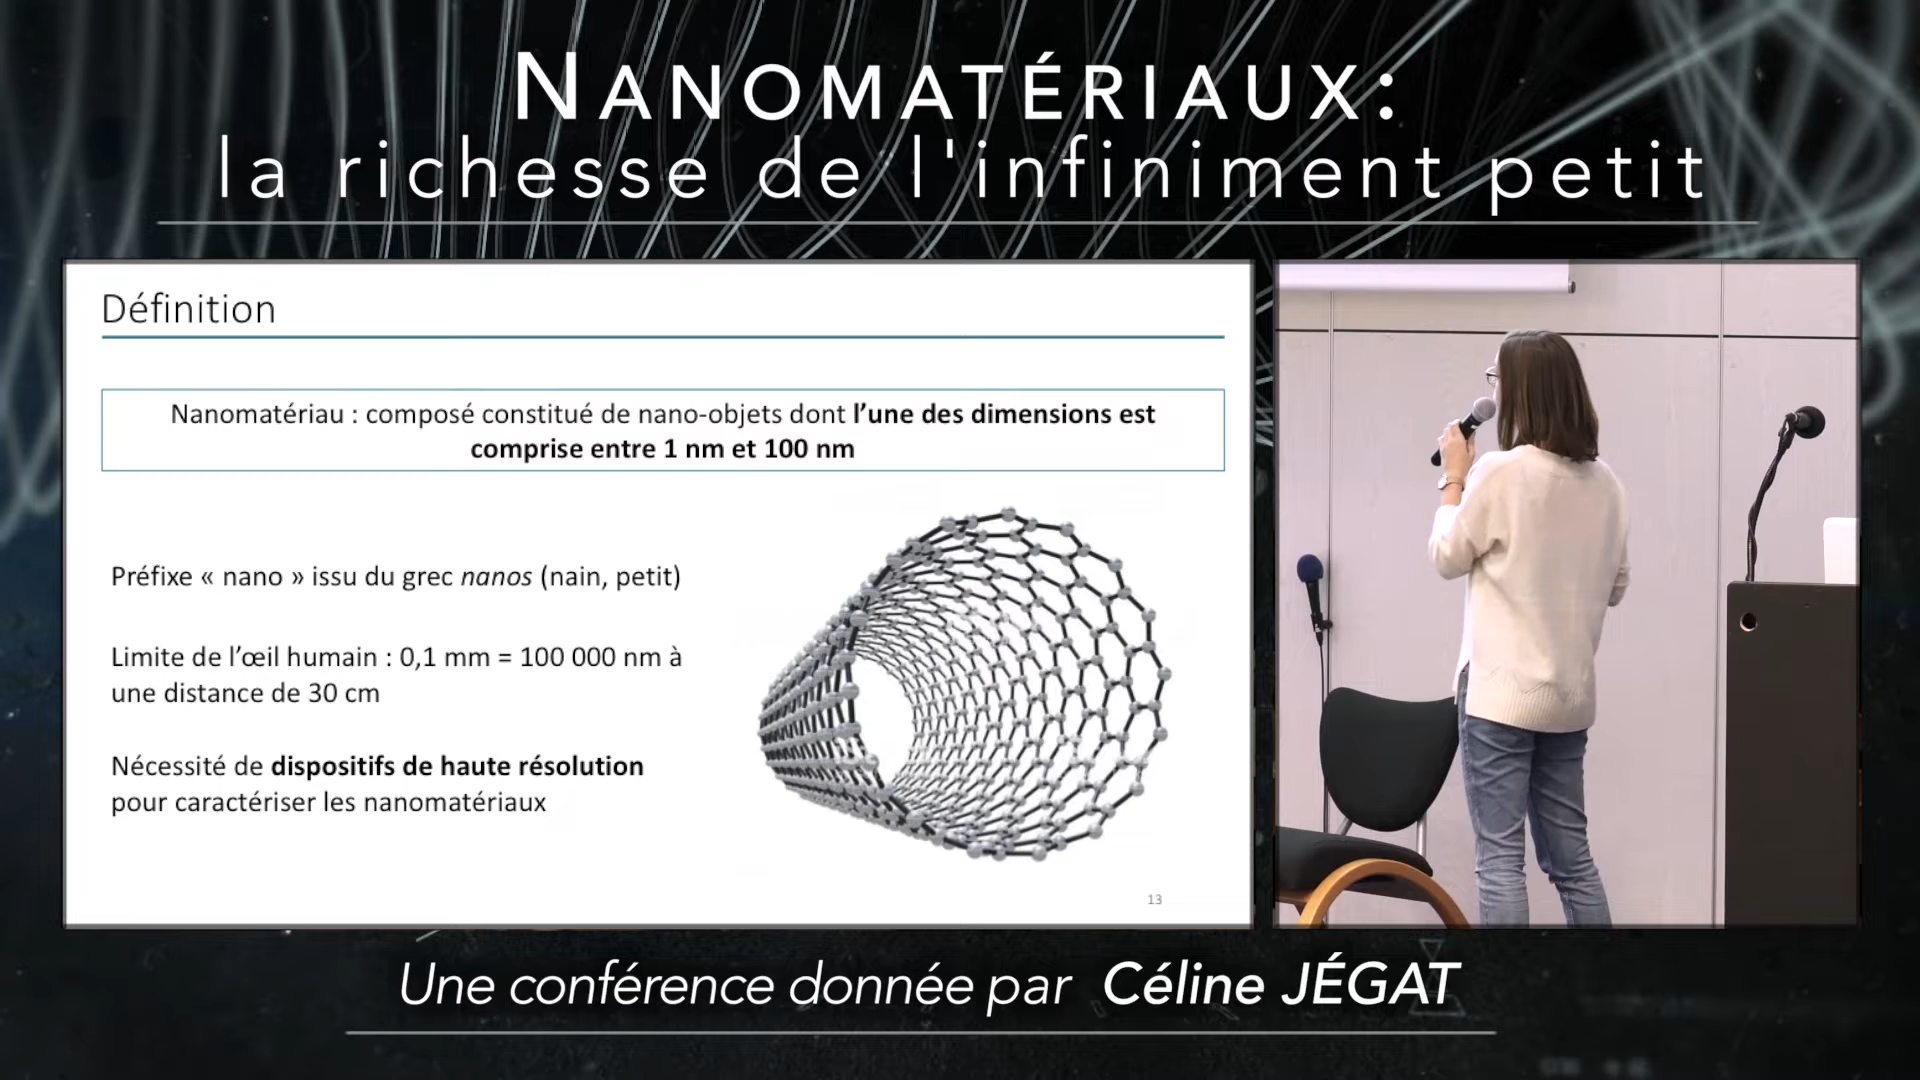 NANOMATÉRIAUX:
la richesse de l'infiniment petit
Définition
Nanomatériau : composé constitué de nano-objets dont l’une des dimensions est
comprise entre 1 nm et 100 nm
Préfixe « nano » issu du grec nanos (nain, petit)
Limite de l’œil humain : 0,1 mm = 100 000 nm à
une distance de 30 cm
Nécessité de dispositifs de haute résolution
pour caractériser les nanomatériaux
13
Une conférence donnée par Céline JÉGAT